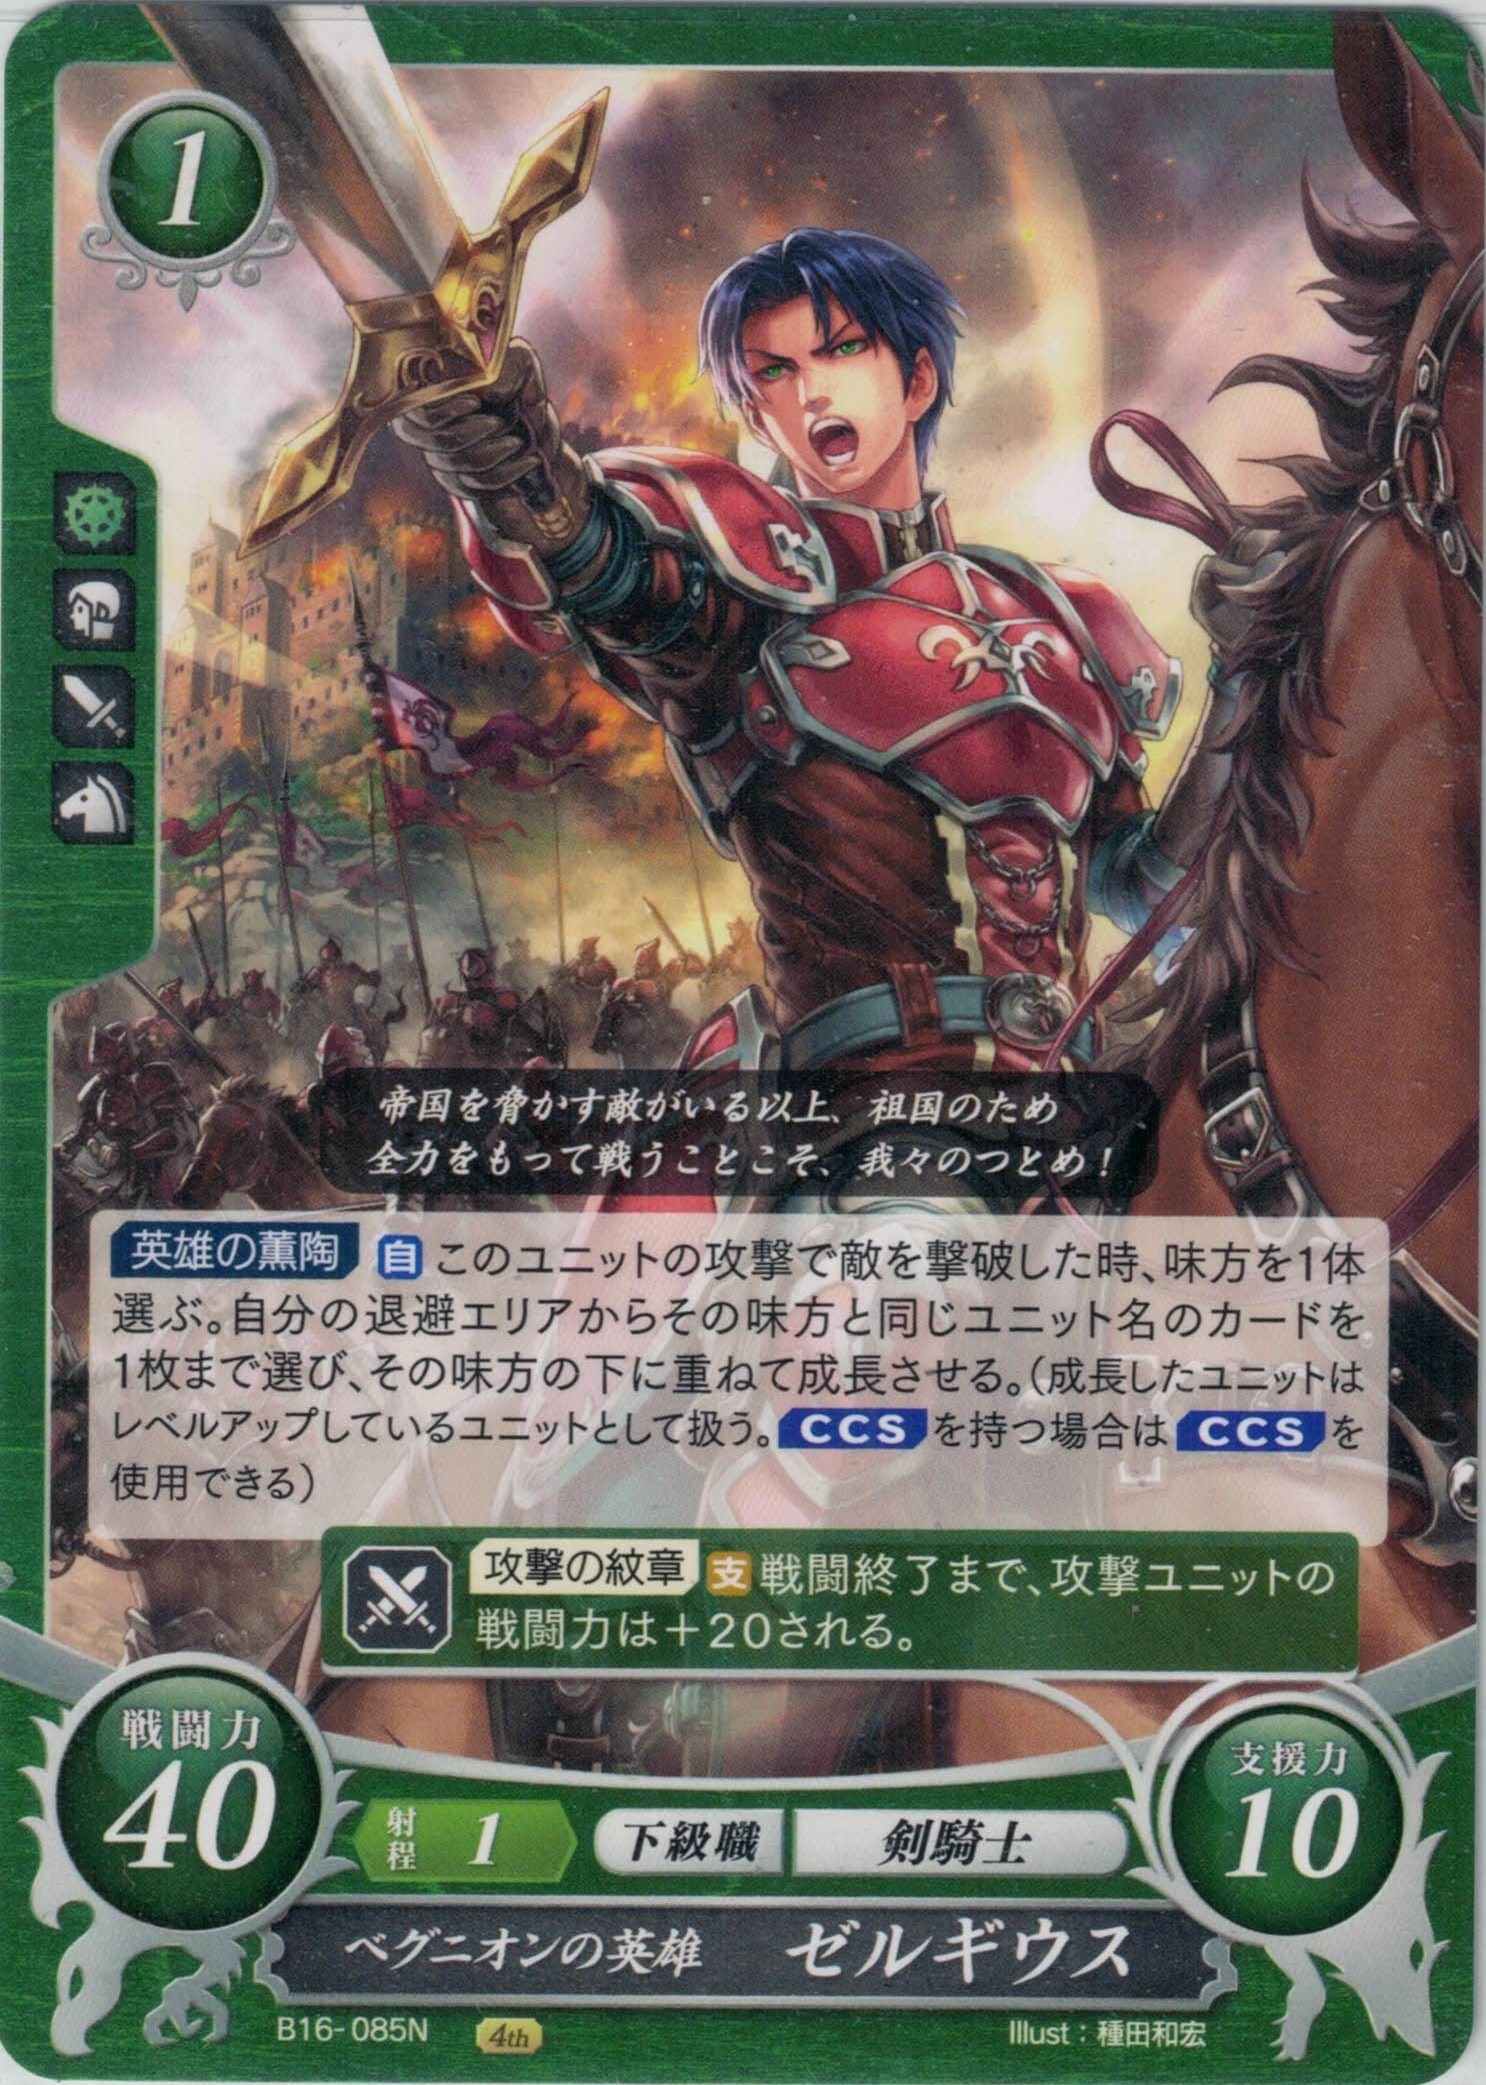 1
帝国を脅かす敵がいる以上、祖国のため
全力をもって戦うことこそ、我々のつとめ！
英雄の薫陶 自 このユニットの攻撃で敵を撃破した時、味方を1体
選ぶ。自分の退避エリアからその味方と同じユニット名のカードを
1枚まで選び、その味方の下に重ねて成長させる。（成長したユニットは
レベルアップしているユニットとして扱う。CCSを持つ場合はCCSを
使用できる）
攻撃の紋章 支 戦闘終了まで、攻撃ユニットの
戦闘力は＋20される。
戦闘力
40
射程 1
下級職 剣騎士
支援力
10
ベグニオンの英雄 ゼルギウス
B16-085N 4th Illust：種田和宏